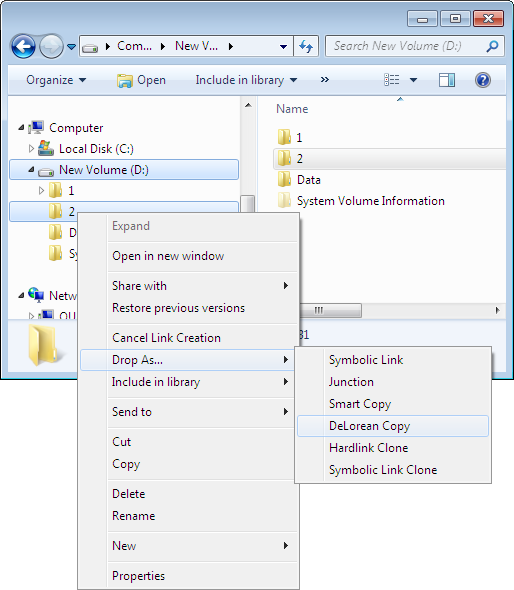 Com... New V...
Search New Volume (D:)
Organize Open Include in library »
Name
Computer
Local Disk (C:)
New Volume (D:)
1
2
D
Sy
Netw
QU
1
2
Data
System Volume Information
31
Expand
Open in new window
Share with
Restore previous versions
Cancel Link Creation
Drop As...
Include in library
Send to
Cut
Copy
Delete
Rename
New
Properties
Symbolic Link
Junction
Smart Copy
DeLorean Copy
Hardlink Clone
Symbolic Link Clone